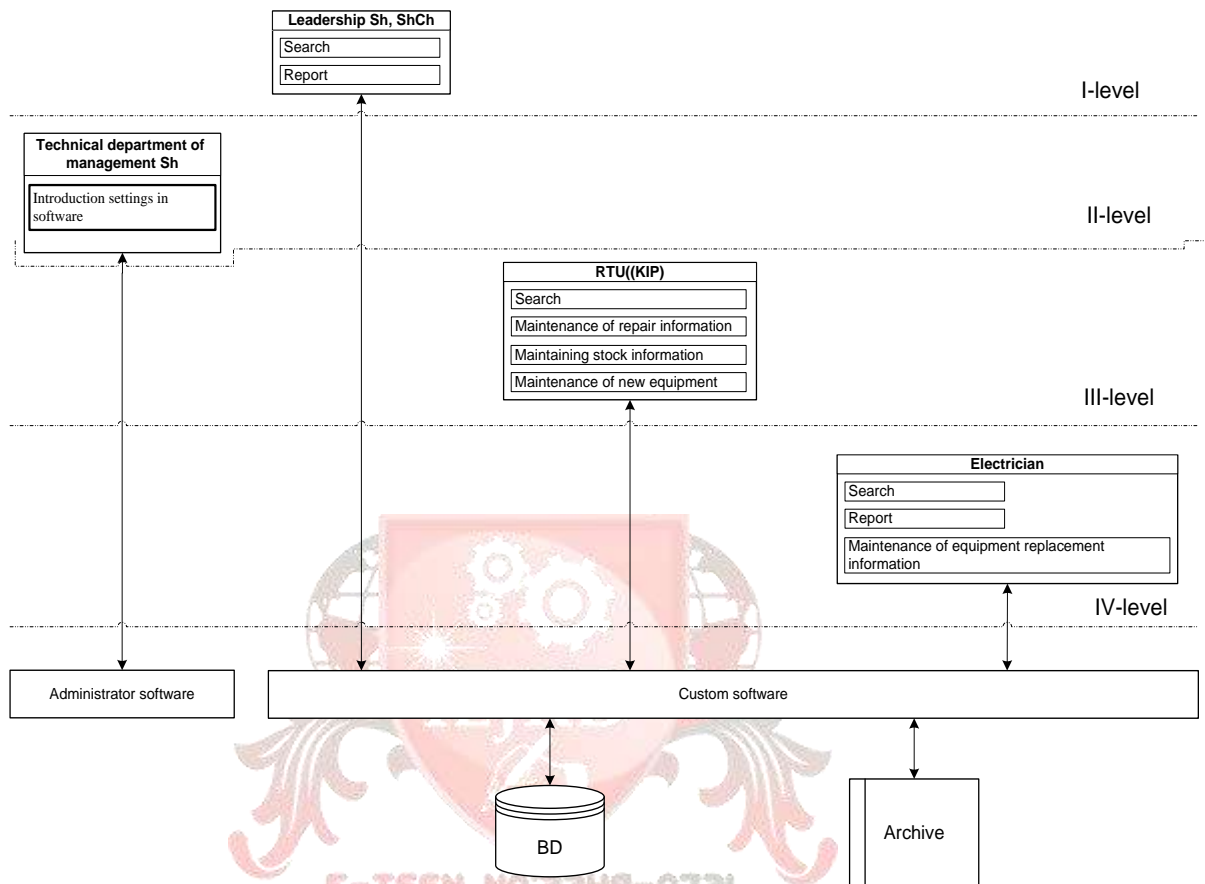 Leadership Sh, ShCh
Search
Report
I-level
Technical department of
management Sh
Introduction settings in
software
II-level
RTU((KIP)
Search
Maintenance of repair information
Maintaining stock information
Maintenance of new equipment
III-level
Electrician
Search
Report
Maintenance of equipment replacement
information
IV-level
Administrator software
Custom software
BD
Archive